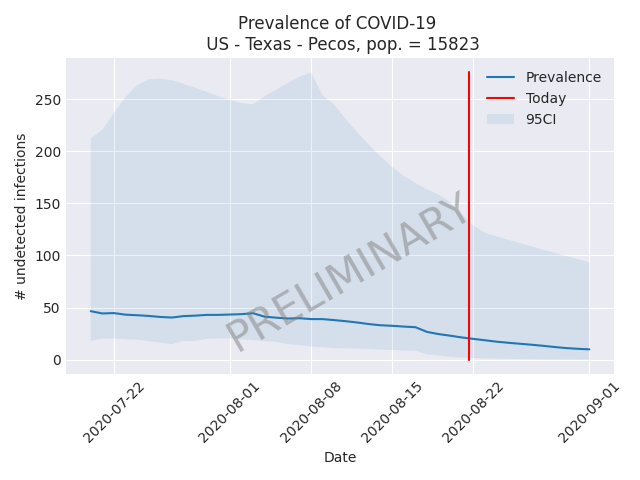 Prevalence of COVID-19
US - Texas - Pecos, pop. = 15823
# undetected infections
250
200
150
100
50
0
Prevalence
Today
95CI
PRELIMINARY
2020-07-22
2020-08-01
2020-08-08
2020-08-15
2020-08-22
2020-09-01
Date